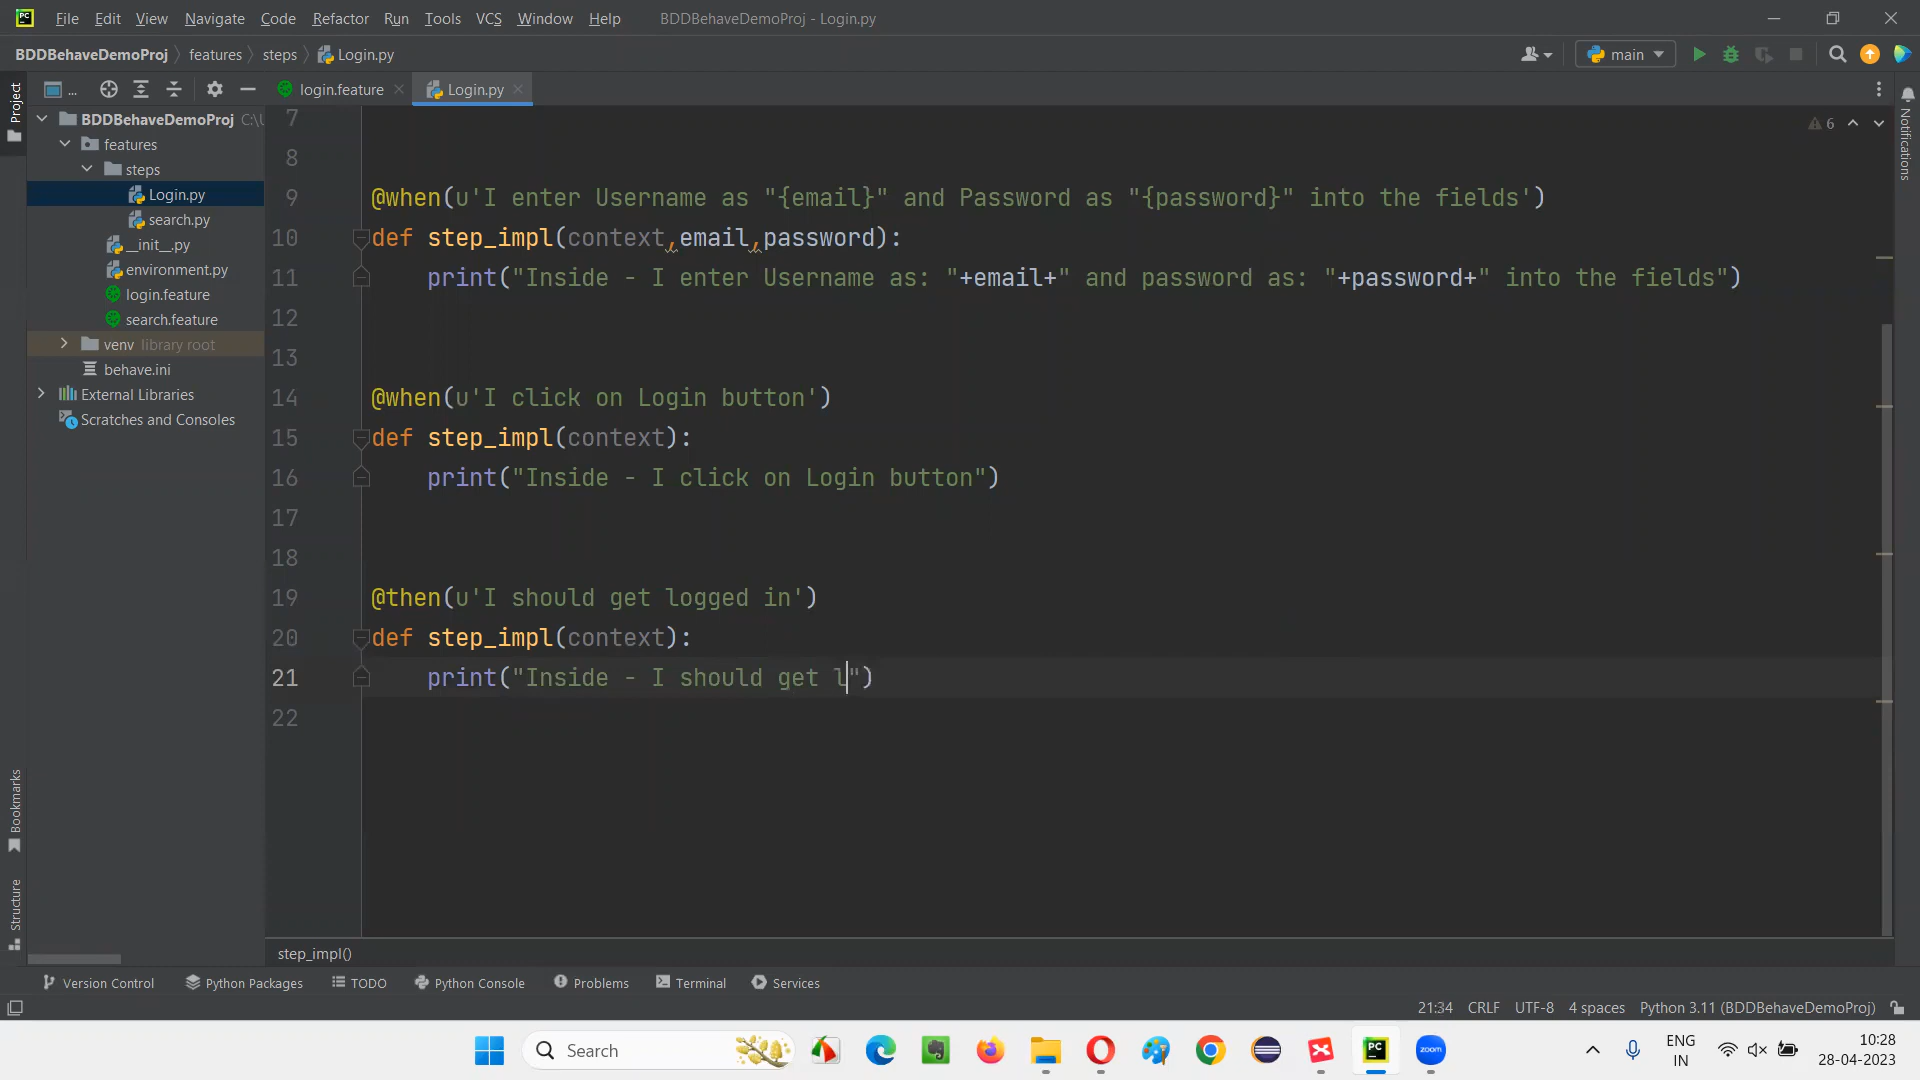 File Edit View Navigate Code Refactor Run Tools VCS Window Help BDDBehaveDemoProj - Login.py
BDDBehaveDemoProj features steps Login.py main
Project
... login.feature Login.py
BDDBehaveDemoProj C:\U
features
steps
Login.py
search.py
__init__.py
environment.py
login.feature
search.feature
venv library root
behave.ini
External Libraries
Scratches and Consoles
7
8
9 @when(u'I enter Username as "{email}" and Password as "{password}" into the fields')
10 def step_impl(context,email,password):
11 print("Inside - I enter Username as: "+email+" and password as: "+password+" into the fields")
12
13
14 @when(u'I click on Login button')
15 def step_impl(context):
16 print("Inside - I click on Login button")
17
18
19 @then(u'I should get logged in')
20 def step_impl(context):
21 print("Inside - I should get l")
22
6
Notifications
Bookmarks
Structure
step_impl()
Version Control Python Packages TODO Python Console Problems Terminal Services
21:34 CRLF UTF-8 4 spaces Python 3.11 (BDDBehaveDemoProj)
Search
PC
zoom
ENG
IN
10:28
28-04-2023